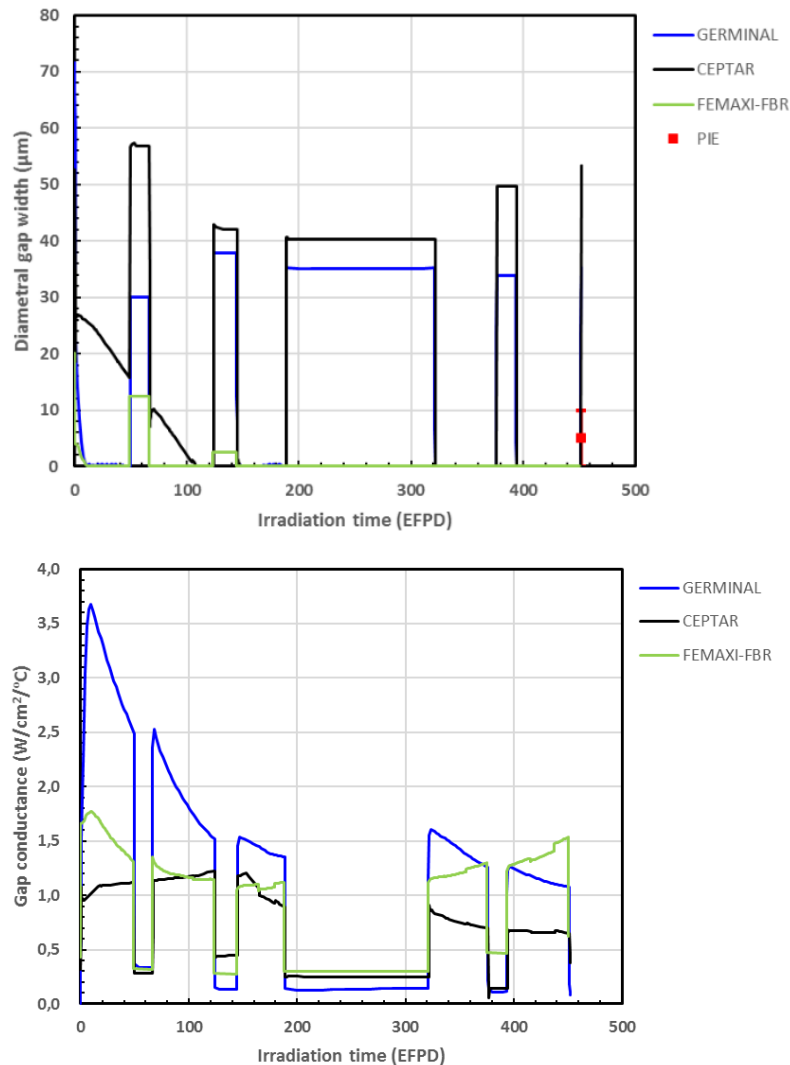 80
70
60
50
40
30
20
10
0
0
100
200
300
400
500
Diametral gap width (µm)
Irradiation time (EFPD)
GERMINAL
CEPTAR
FEMAXI-FBR
PIE
4,0
3,5
3,0
2,5
2,0
1,5
1,0
0,5
0,0
0
100
200
300
400
500
Gap conductance (W/cm²/°C)
Irradiation time (EFPD)
GERMINAL
CEPTAR
FEMAXI-FBR